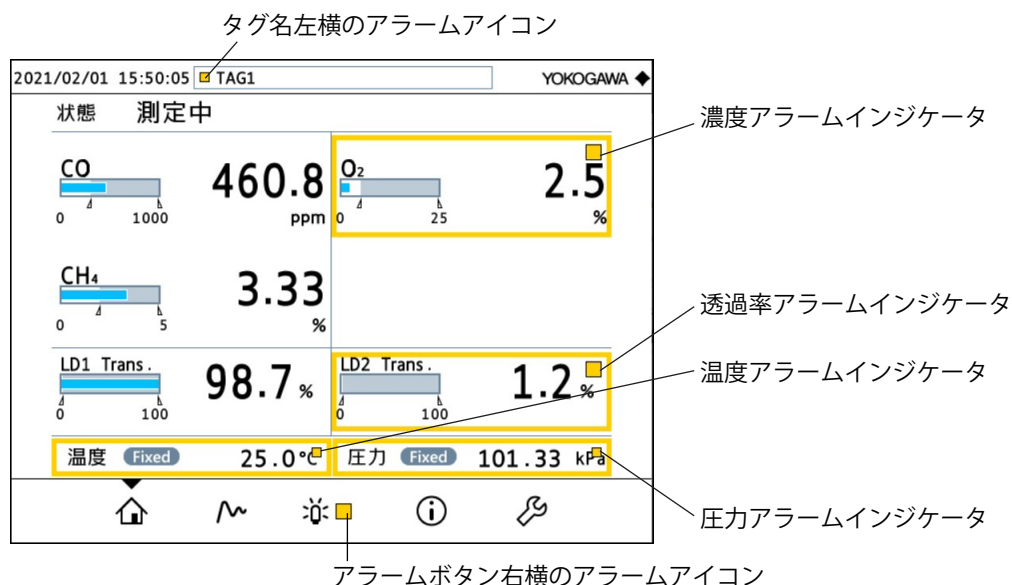 タグ名左横のアラームアイコン
2021/02/01 15:50:05 TAG1 YOKOGAWA
状態 測定中
濃度アラームインジケータ
CO 460.8 ppm
0 1000
O₂ 2.5 %
0 25
CH₄ 3.33 %
0 5
透過率アラームインジケータ
LD1 Trans. 98.7 %
0 100
LD2 Trans. 1.2 %
0 100
温度アラームインジケータ
温度 Fixed 25.0 ℃
圧力 Fixed 101.33 kPa
圧力アラームインジケータ
アラームボタン右横のアラームアイコン